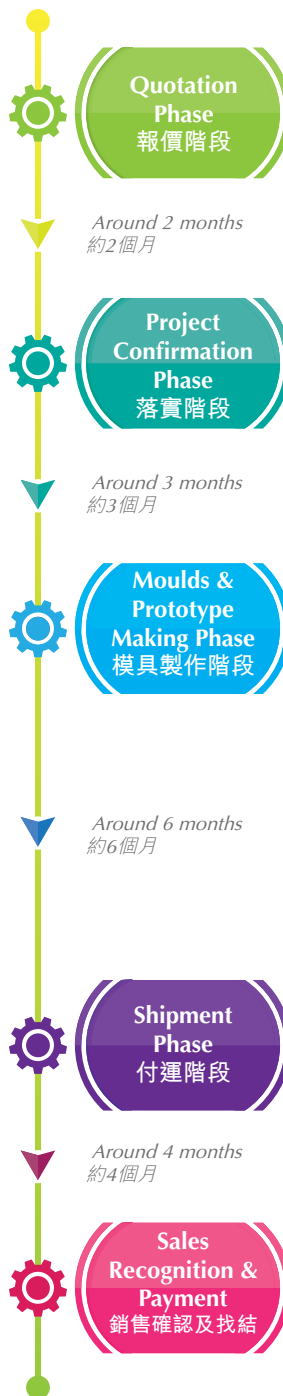 Quotation
Phase
報價階段
Around 2 months
約2個月
Project
Confirmation
Phase
落實階段
Around 3 months
約3個月
Moulds &
Prototype
Making Phase
模具製作階段
Around 6 months
約6個月
Shipment
Phase
付運階段
Around 4 months
約4個月
Sales
Recognition &
Payment
銷售確認及找結